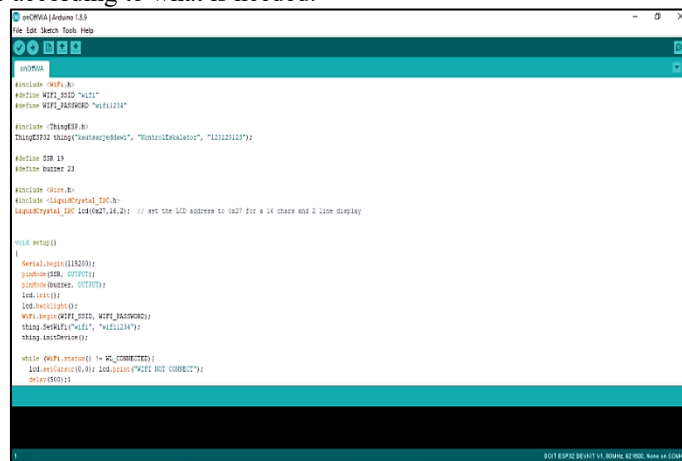 according to what is needed.
onOffWA | Arduino 1.8.9
File Edit Sketch Tools Help
onOffWA
#include <WiFi.h>
#define WIFI_SSID "wifi"
#define WIFI_PASSWORD "wifi1234"
#include <ThingESP.h>
ThingESP32 thing("kautsarjeddawi", "KontrolEskalator", "123123123");
#define SSR 19
#define buzzer 23
#include <Wire.h>
#include <LiquidCrystal_I2C.h>
LiquidCrystal_I2C lcd(0x27,16,2); // set the LCD address to 0x27 for a 16 chars and 2 line display
void setup()
{
Serial.begin(115200);
pinMode(SSR, OUTPUT);
pinMode(buzzer, OUTPUT);
lcd.init();
lcd.backlight();
WiFi.begin(WIFI_SSID, WIFI_PASSWORD);
thing.SetWiFi("wifi", "wifi1234");
thing.initDevice();
while (WiFi.status() != WL_CONNECTED){
lcd.setCursor(0,0); lcd.print("WIFI NOT CONNECT");
delay(500);}
1
DOIT ESP32 DEVKIT V1, 80MHz, 921600, None on COM